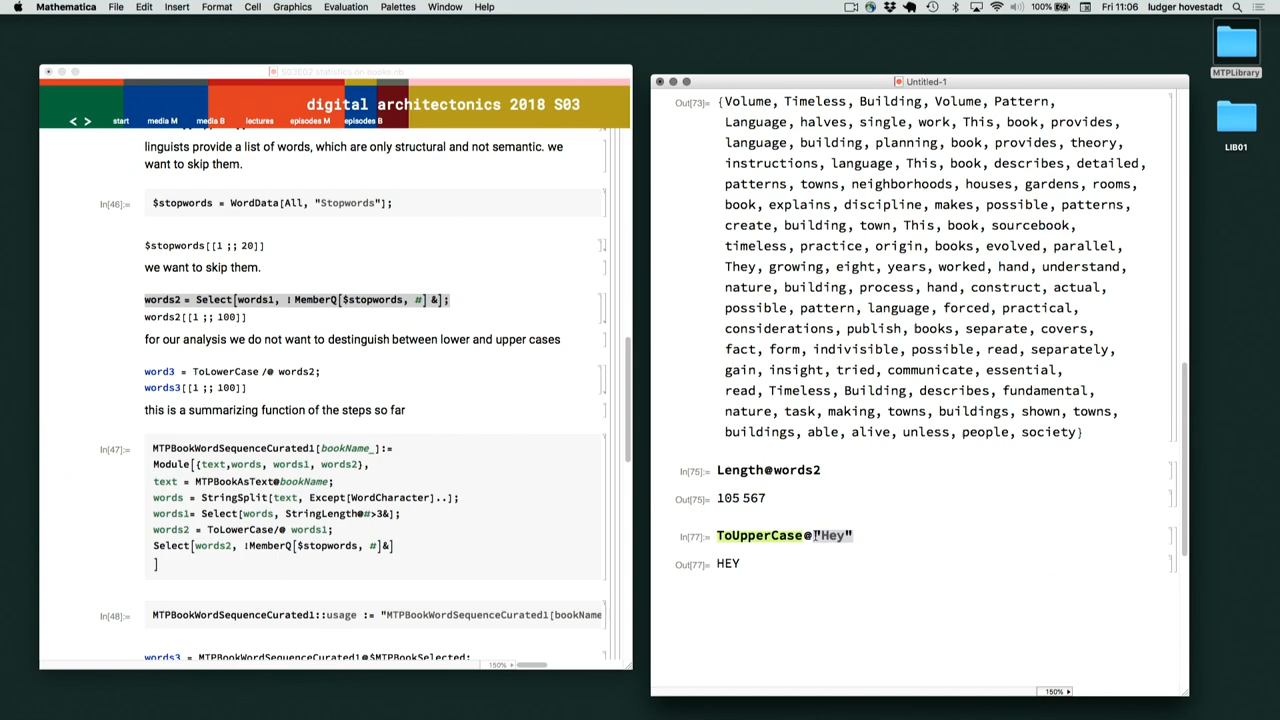 Mathematica File Edit Insert Format Cell Graphics Evaluation Palettes Window Help
100% Fri 11:06 ludger hovestadt
MTPLibrary
LIB01
S03E02 statistics on books.nb
digital architectonics 2018 S03
< > start media M media B lectures episodes M episodes B
linguists provide a list of words, which are only structural and not semantic. we
want to skip them.
In[46]:= $stopwords = WordData[All, "Stopwords"];
$stopwords[[1 ;; 20]]
we want to skip them.
words2 = Select[words1, ! MemberQ[$stopwords, #] &];
words2[[1 ;; 100]]
for our analysis we do not want to destinguish between lower and upper cases
word3 = ToLowerCase /@ words2;
words3[[1 ;; 100]]
this is a summarizing function of the steps so far
In[47]:= MTPBookWordSequenceCurated1[bookName_]:=
Module[{text,words, words1, words2},
text = MTPBookAsText@bookName;
words = StringSplit[text, Except[WordCharacter]..];
words1= Select[words, StringLength@#>3&];
words2 = ToLowerCase/@ words1;
Select[words2, !MemberQ[$stopwords, #]&]
]
In[48]:= MTPBookWordSequenceCurated1::usage := "MTPBookWordSequenceCurated1[bookName
words3 = MTPBookWordSequenceCurated1@$MTPBookSelected;
150%
Untitled-1
Out[73]= {Volume, Timeless, Building, Volume, Pattern,
Language, halves, single, work, This, book, provides,
language, building, planning, book, provides, theory,
instructions, language, This, book, describes, detailed,
patterns, towns, neighborhoods, houses, gardens, rooms,
book, explains, discipline, makes, possible, patterns,
create, building, town, This, book, sourcebook,
timeless, practice, origin, books, evolved, parallel,
They, growing, eight, years, worked, hand, understand,
nature, building, process, hand, construct, actual,
possible, pattern, language, forced, practical,
considerations, publish, books, separate, covers,
fact, form, indivisible, possible, read, separately,
gain, insight, tried, communicate, essential,
read, Timeless, Building, describes, fundamental,
nature, task, making, towns, buildings, shown, towns,
buildings, able, alive, unless, people, society}
In[75]:= Length@words2
Out[75]= 105 567
In[77]:= ToUpperCase@"Hey"
Out[77]= HEY
150%